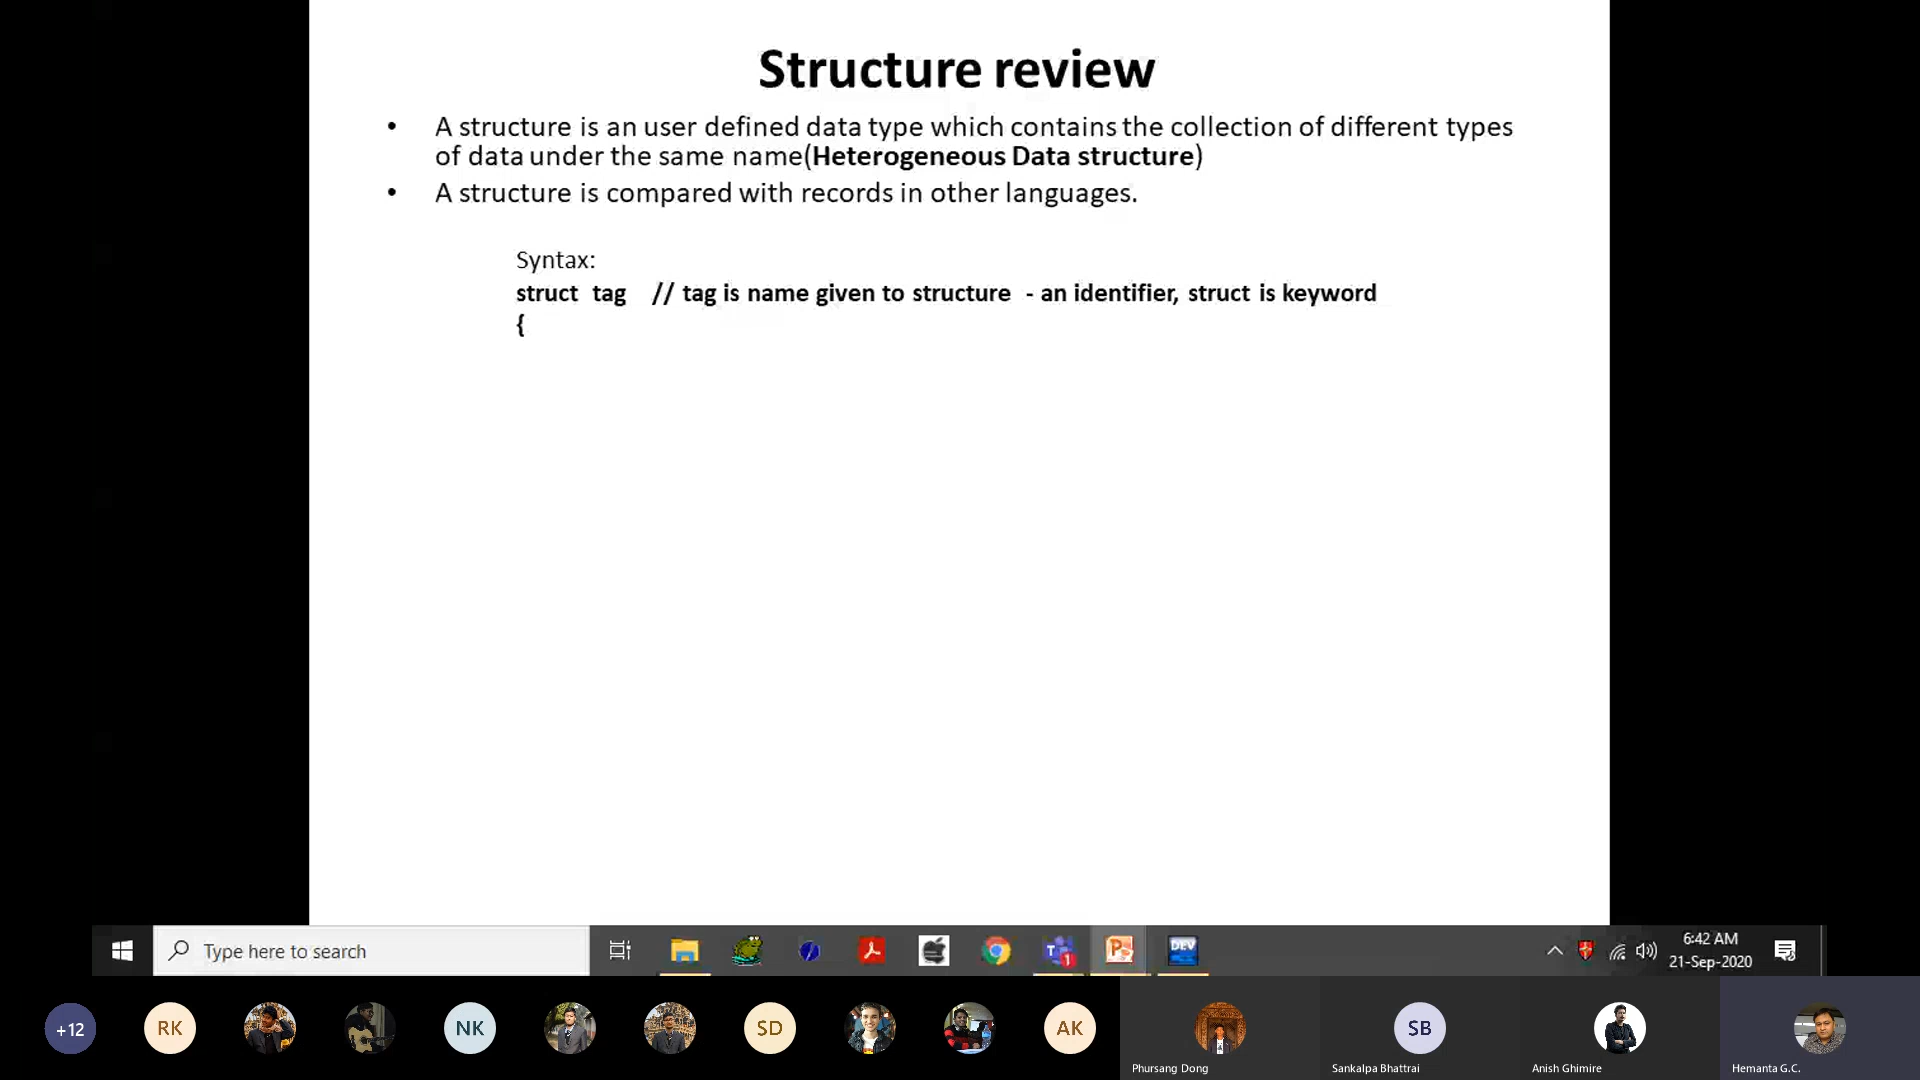 Structure review
• A structure is an user defined data type which contains the collection of different types
of data under the same name(Heterogeneous Data structure)
• A structure is compared with records in other languages.
Syntax:
struct tag // tag is name given to structure - an identifier, struct is keyword
{
Type here to search
1
DEV
6:42 AM
21-Sep-2020
+12
RK
NK
SD
AK
SB
Phursang Dong
Sankalpa Bhattrai
Anish Ghimire
Hemanta G.C.